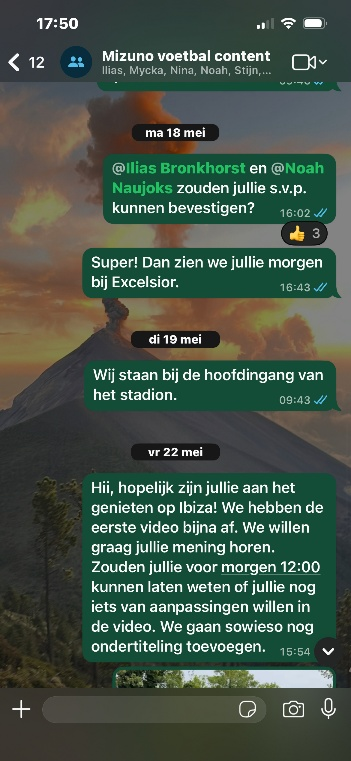 17:50
12
Mizuno voetbal content
Ilias, Mycka, Nina, Noah, Stijn,...
ma 18 mei
@Ilias Bronkhorst en @Noah
Naujoks zouden jullie s.v.p.
kunnen bevestigen?
16:02
👍 3
Super! Dan zien we jullie morgen
bij Excelsior.
16:43
di 19 mei
Wij staan bij de hoofdingang van
het stadion.
09:43
vr 22 mei
Hii, hopelijk zijn jullie aan het
genieten op Ibiza! We hebben de
eerste video bijna af. We willen
graag jullie mening horen.
Zouden jullie voor morgen 12:00
kunnen laten weten of jullie nog
iets van aanpassingen willen in
de video. We gaan sowieso nog
ondertiteling toevoegen.
15:54